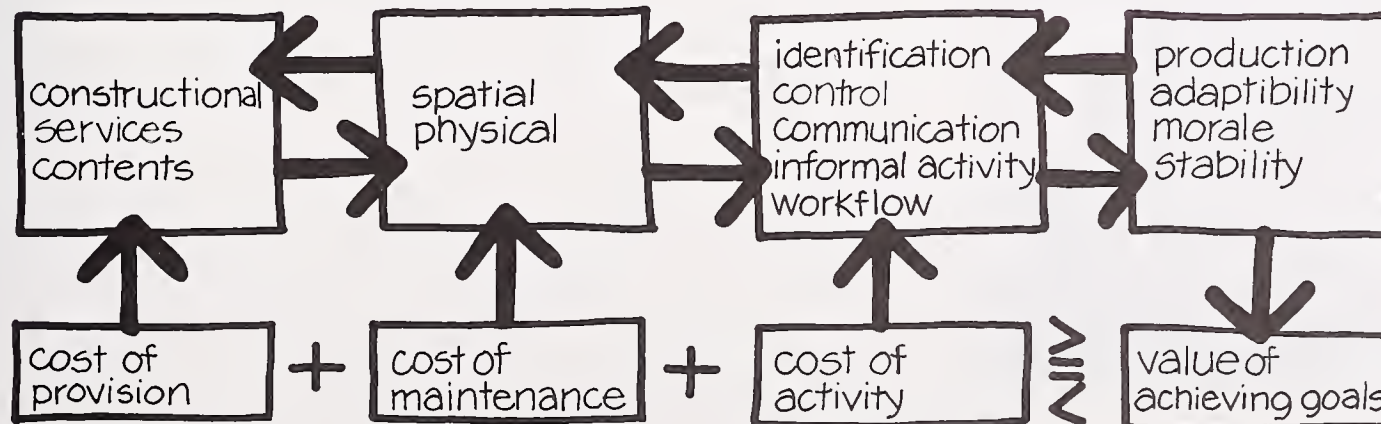 constructional
services
contents
spatial
physical
identification
control
communication
informal activity
workflow
production
adaptibility
morale
stability
cost of
provision
+
cost of
maintenance
+
cost of
activity
≥
=
≤
value of
achieving goals